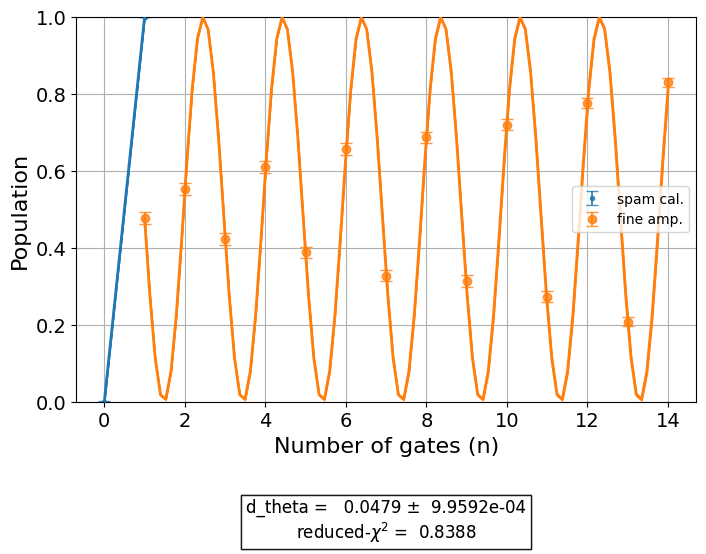 1.0
0.8
0.6
0.4
0.2
0.0
Population
spam cal.
fine amp.
0 2 4 6 8 10 12 14
Number of gates (n)
d_theta = 0.0479 ± 9.9592e-04
reduced-χ² = 0.8388